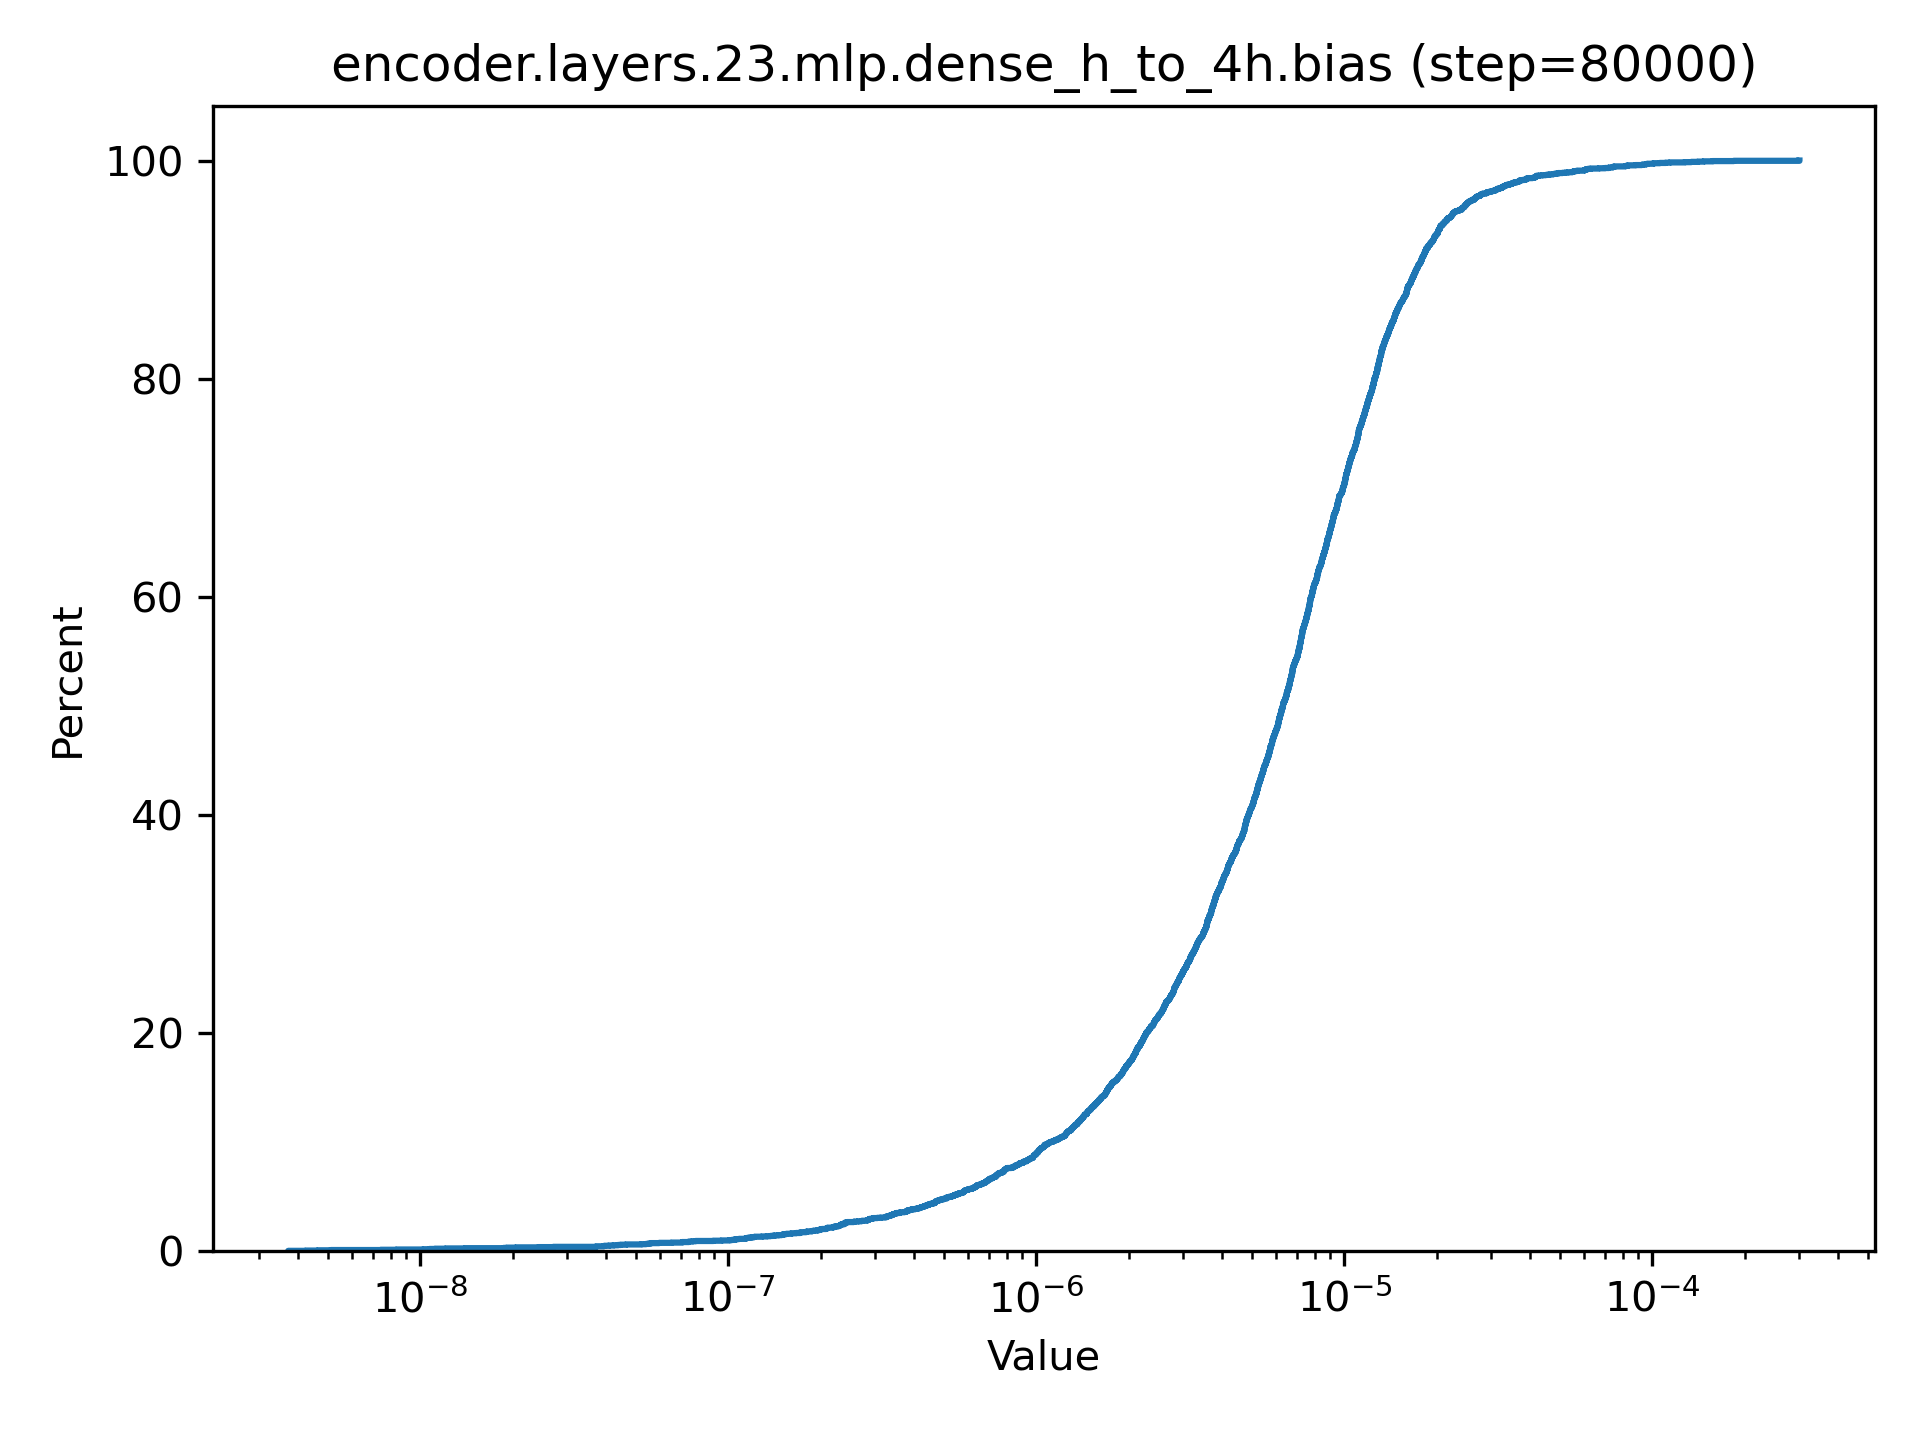 encoder.layers.23.mlp.dense_h_to_4h.bias (step=80000)
Percent
100
80
60
40
20
0
10⁻⁸ 10⁻⁷ 10⁻⁶ 10⁻⁵ 10⁻⁴
Value